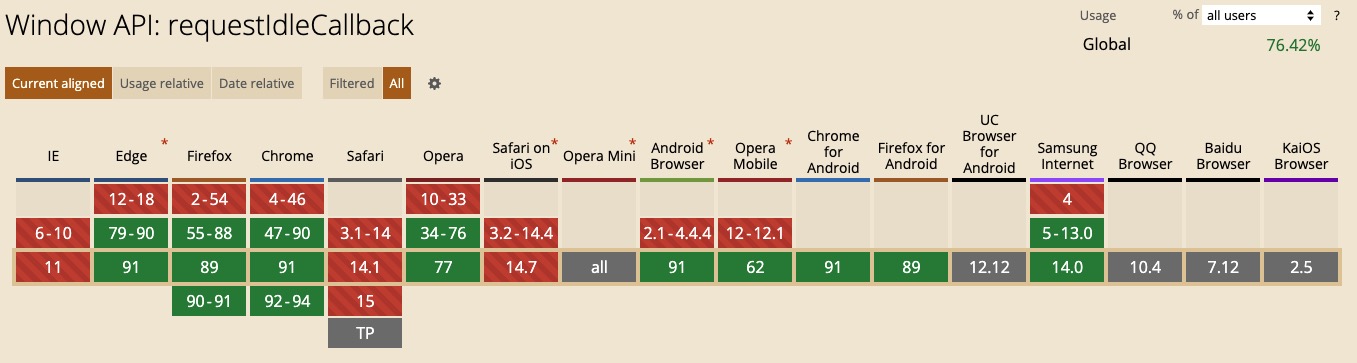 Window API: requestIdleCallback
Usage % of all users ?
Global 76.42%
Current aligned Usage relative Date relative Filtered All
IE Edge * Firefox Chrome Safari Opera Safari on iOS * Opera Mini * Android Browser * Opera Mobile * Chrome for Android Firefox for Android UC Browser for Android Samsung Internet QQ Browser Baidu Browser KaiOS Browser
12-18 2-54 4-46 10-33 4
6-10 79-90 55-88 47-90 3.1-14 34-76 3.2-14.4 2.1-4.4.4 12-12.1 5-13.0
11 91 89 91 14.1 77 14.7 all 91 62 91 89 12.12 14.0 10.4 7.12 2.5
90-91 92-94 15
TP